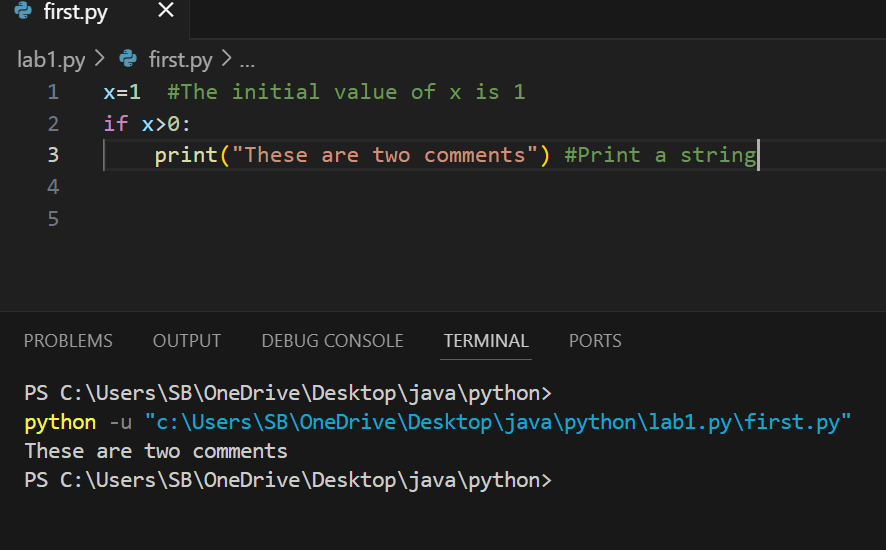 first.py
lab1.py > first.py > ...
1 x=1  #The initial value of x is 1
2 if x>0:
3     print("These are two comments") #Print a string
4
5
PROBLEMS OUTPUT DEBUG CONSOLE TERMINAL PORTS
PS C:\Users\SB\OneDrive\Desktop\java\python>
python -u "c:\Users\SB\OneDrive\Desktop\java\python\lab1.py\first.py"
These are two comments
PS C:\Users\SB\OneDrive\Desktop\java\python>